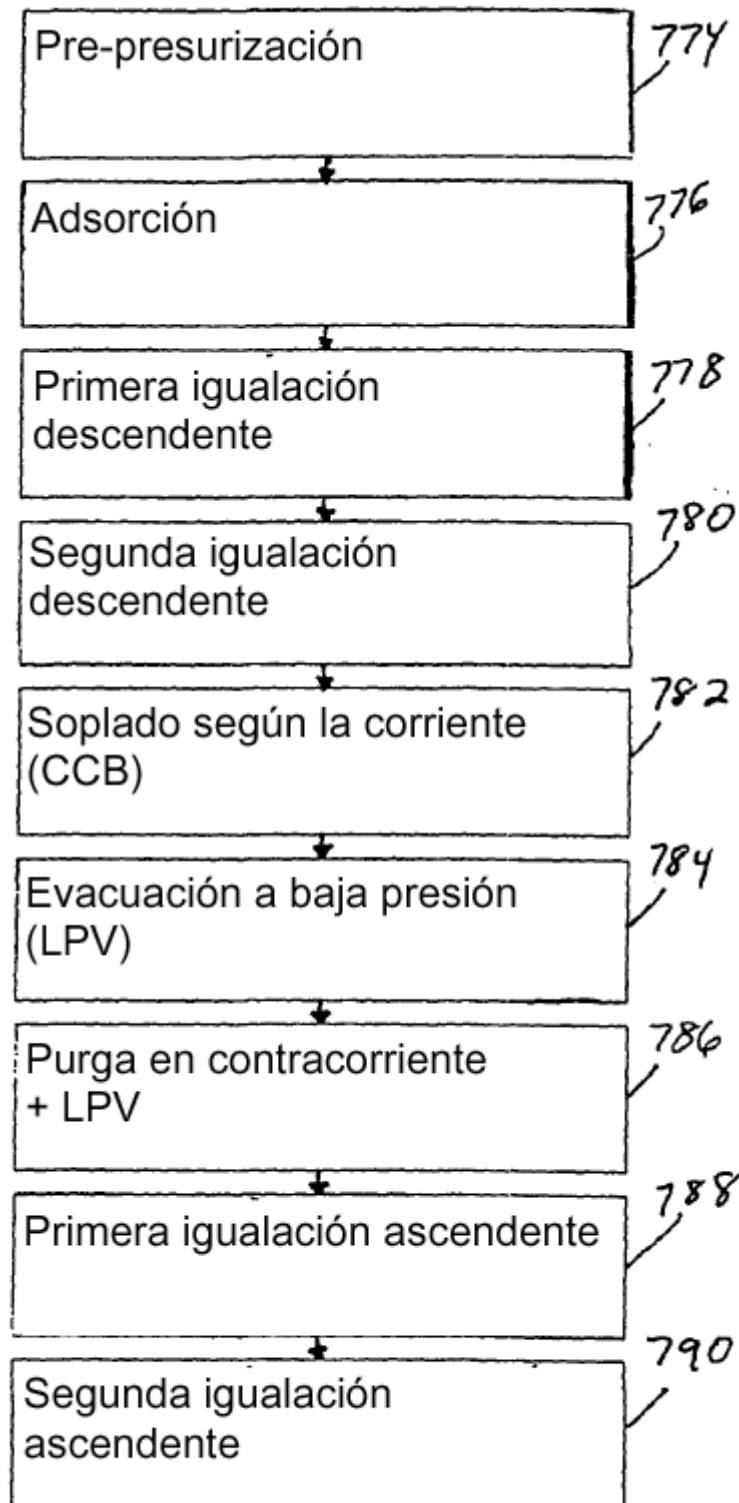 Pre-presurización
774
Adsorción
776
Primera igualación
descendente
778
Segunda igualación
descendente
780
Soplado según la corriente
(CCB)
782
Evacuación a baja presión
(LPV)
784
Purga en contracorriente
+ LPV
786
Primera igualación ascendente
788
Segunda igualación
ascendente
790